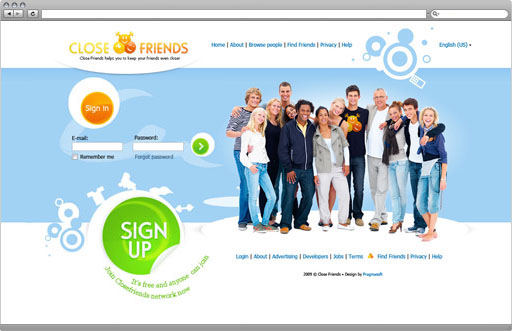 CLOSE FRIENDS
Close Friends helps you to keep your friends even closer
Home | About | Browse people | Find Friends | Privacy | Help
English (US)
Sign in
E-mail:
Password:
Remember me
Forgot password
SIGN
UP
It's free and anyone can join
Join Closefriends network now
Login | About | Advertising | Developers | Jobs | Terms
Find Friends | Privacy | Help
2009 © Close Friends • Design by Pragmasoft